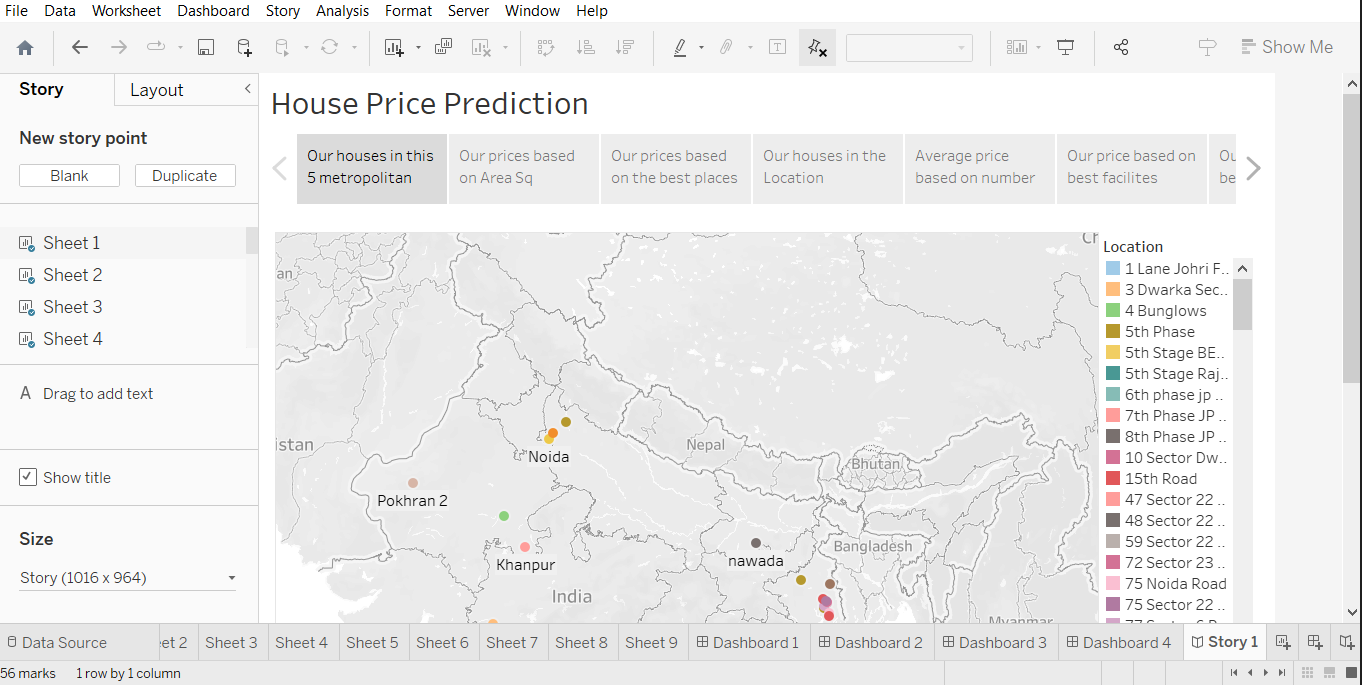 File Data Worksheet Dashboard Story Analysis Format Server Window Help
Show Me
Story Layout
New story point
Blank Duplicate
Sheet 1
Sheet 2
Sheet 3
Sheet 4
A Drag to add text
Show title
Size
Story (1016 x 964)
House Price Prediction
Our houses in this
5 metropolitan
Our prices based
on Area Sq
Our prices based
on the best places
Our houses in the
Location
Average price
based on number
Our price based on
best facilites
Ou
be
Ch
an
istan
Noida
Nepal
Bhutan
Pokhran 2
Khanpur
nawada
Bangladesh
India
Myanmar
Location
1 Lane Johri F..
3 Dwarka Sec..
4 Bunglows
5th Phase
5th Stage BE..
5th Stage Raj..
6th phase jp ..
7th Phase JP ..
8th Phase JP ..
10 Sector Dw..
15th Road
47 Sector 22 ..
48 Sector 22 ..
59 Sector 22 ..
72 Sector 23 ..
75 Noida Road
75 Sector 22 ..
Data Source et 2 Sheet 3 Sheet 4 Sheet 5 Sheet 6 Sheet 7 Sheet 8 Sheet 9 Dashboard 1 Dashboard 2 Dashboard 3 Dashboard 4 Story 1
56 marks 1 row by 1 column